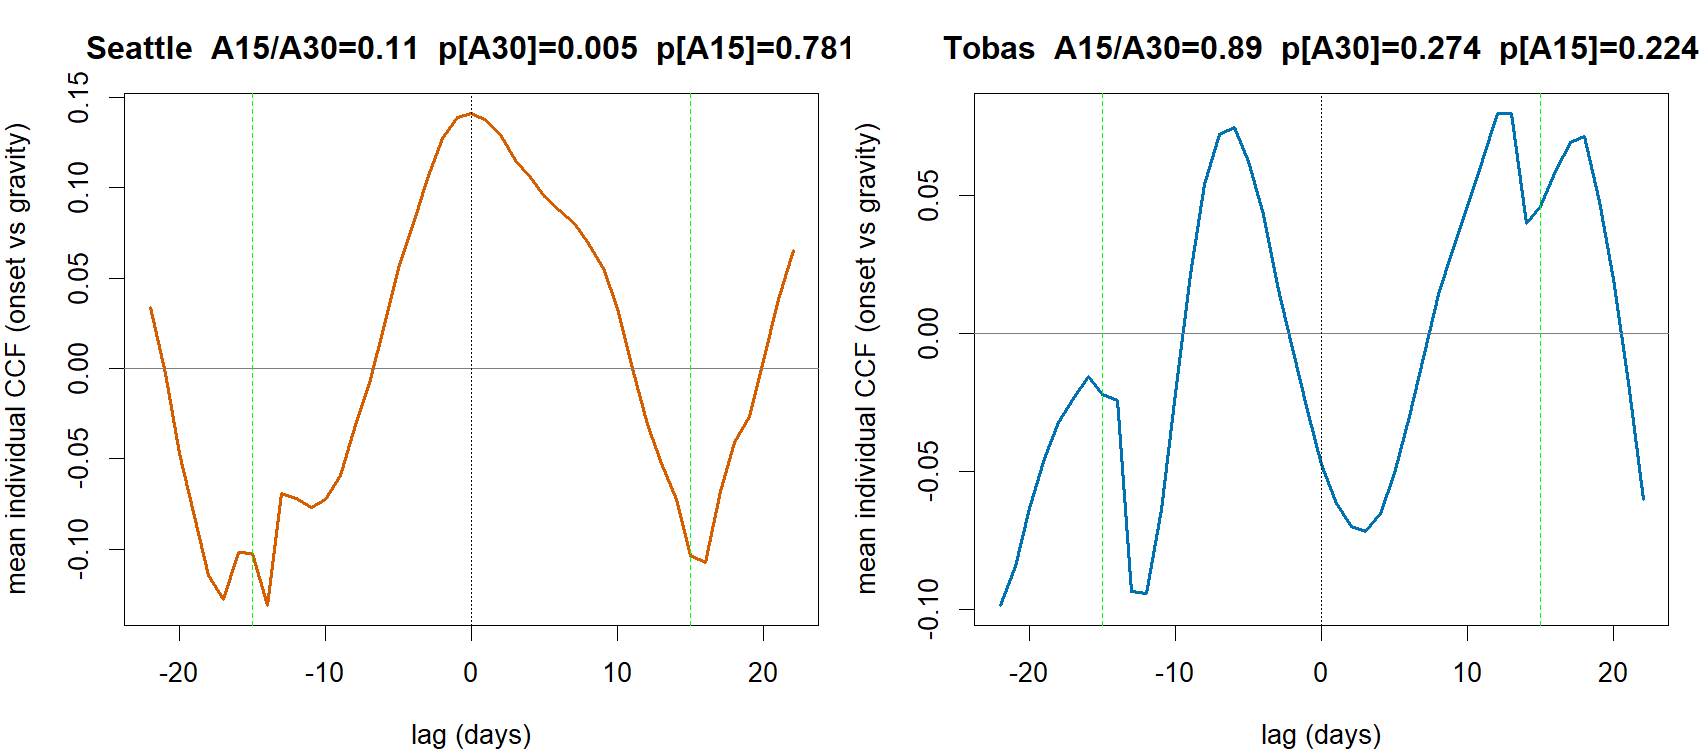 Seattle A15/A30=0.11 p[A30]=0.005 p[A15]=0.781
mean individual CCF (onset vs gravity)
0.15
0.10
0.05
0.00
-0.05
-0.10
-20 -10 0 10 20
lag (days)
Tobas A15/A30=0.89 p[A30]=0.274 p[A15]=0.224
mean individual CCF (onset vs gravity)
0.05
0.00
-0.05
-0.10
-20 -10 0 10 20
lag (days)